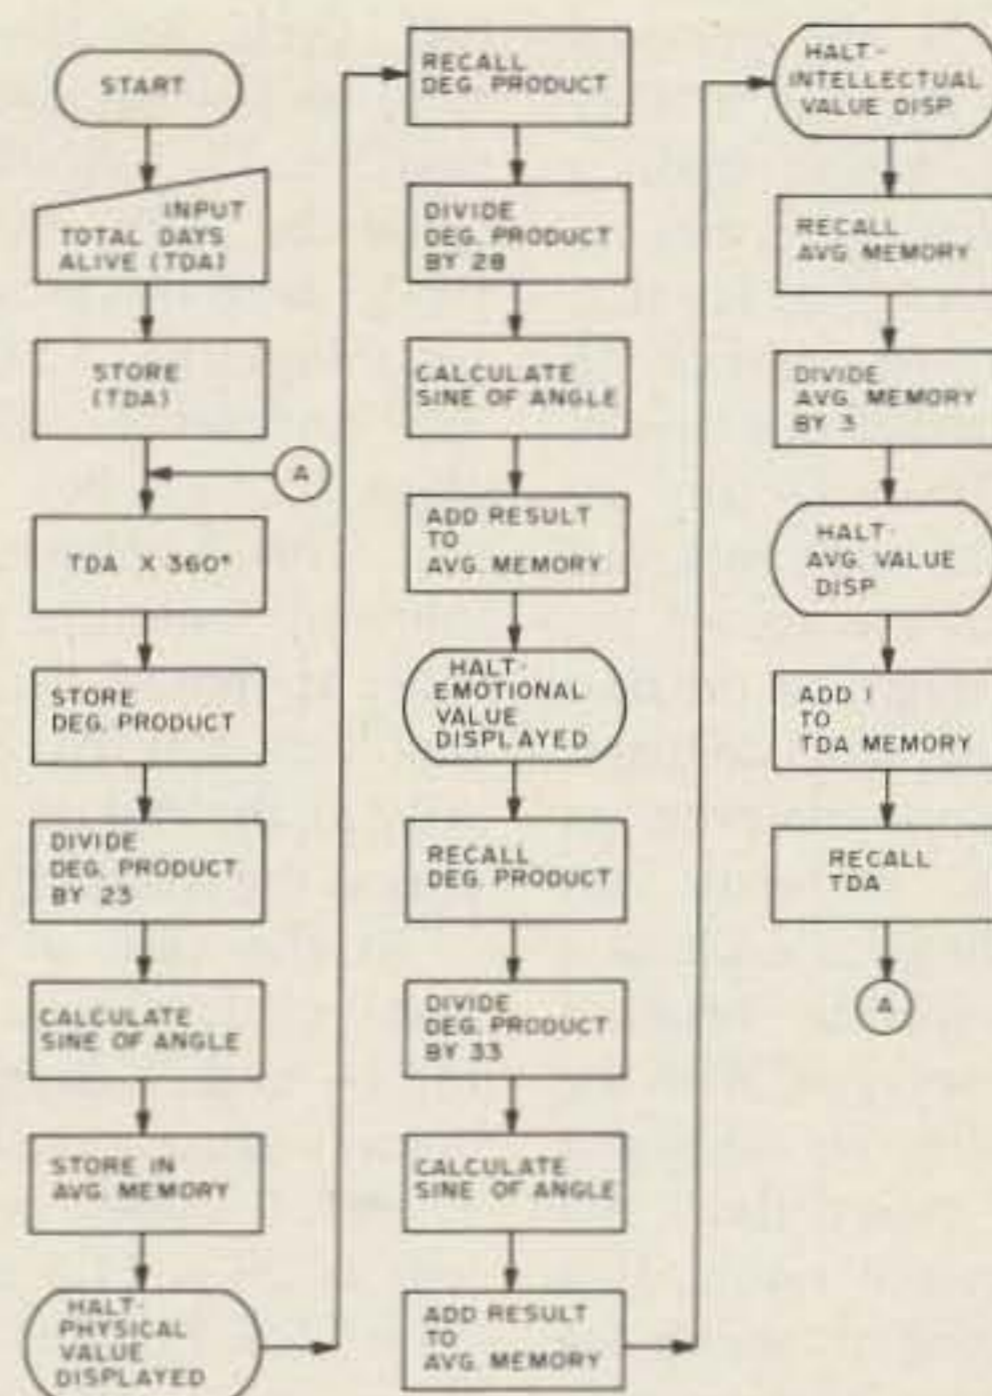 START
INPUT
TOTAL DAYS
ALIVE (TDA)
STORE
(TDA)
A
TDA X 360°
STORE
DEG. PRODUCT
DIVIDE
DEG. PRODUCT
BY 23
CALCULATE
SINE OF ANGLE
STORE IN
AVG. MEMORY
HALT-
PHYSICAL
VALUE
DISPLAYED
RECALL
DEG. PRODUCT
DIVIDE
DEG. PRODUCT
BY 28
CALCULATE
SINE OF ANGLE
ADD RESULT
TO
AVG. MEMORY
HALT-
EMOTIONAL
VALUE
DISPLAYED
RECALL
DEG. PRODUCT
DIVIDE
DEG. PRODUCT
BY 33
CALCULATE
SINE OF ANGLE
ADD RESULT
TO
AVG. MEMORY
HALT-
INTELLECTUAL
VALUE DISP
RECALL
AVG. MEMORY
DIVIDE
AVG. MEMORY
BY 3
HALT-
AVG. VALUE
DISP
ADD 1
TO
TDA MEMORY
RECALL
TDA
A